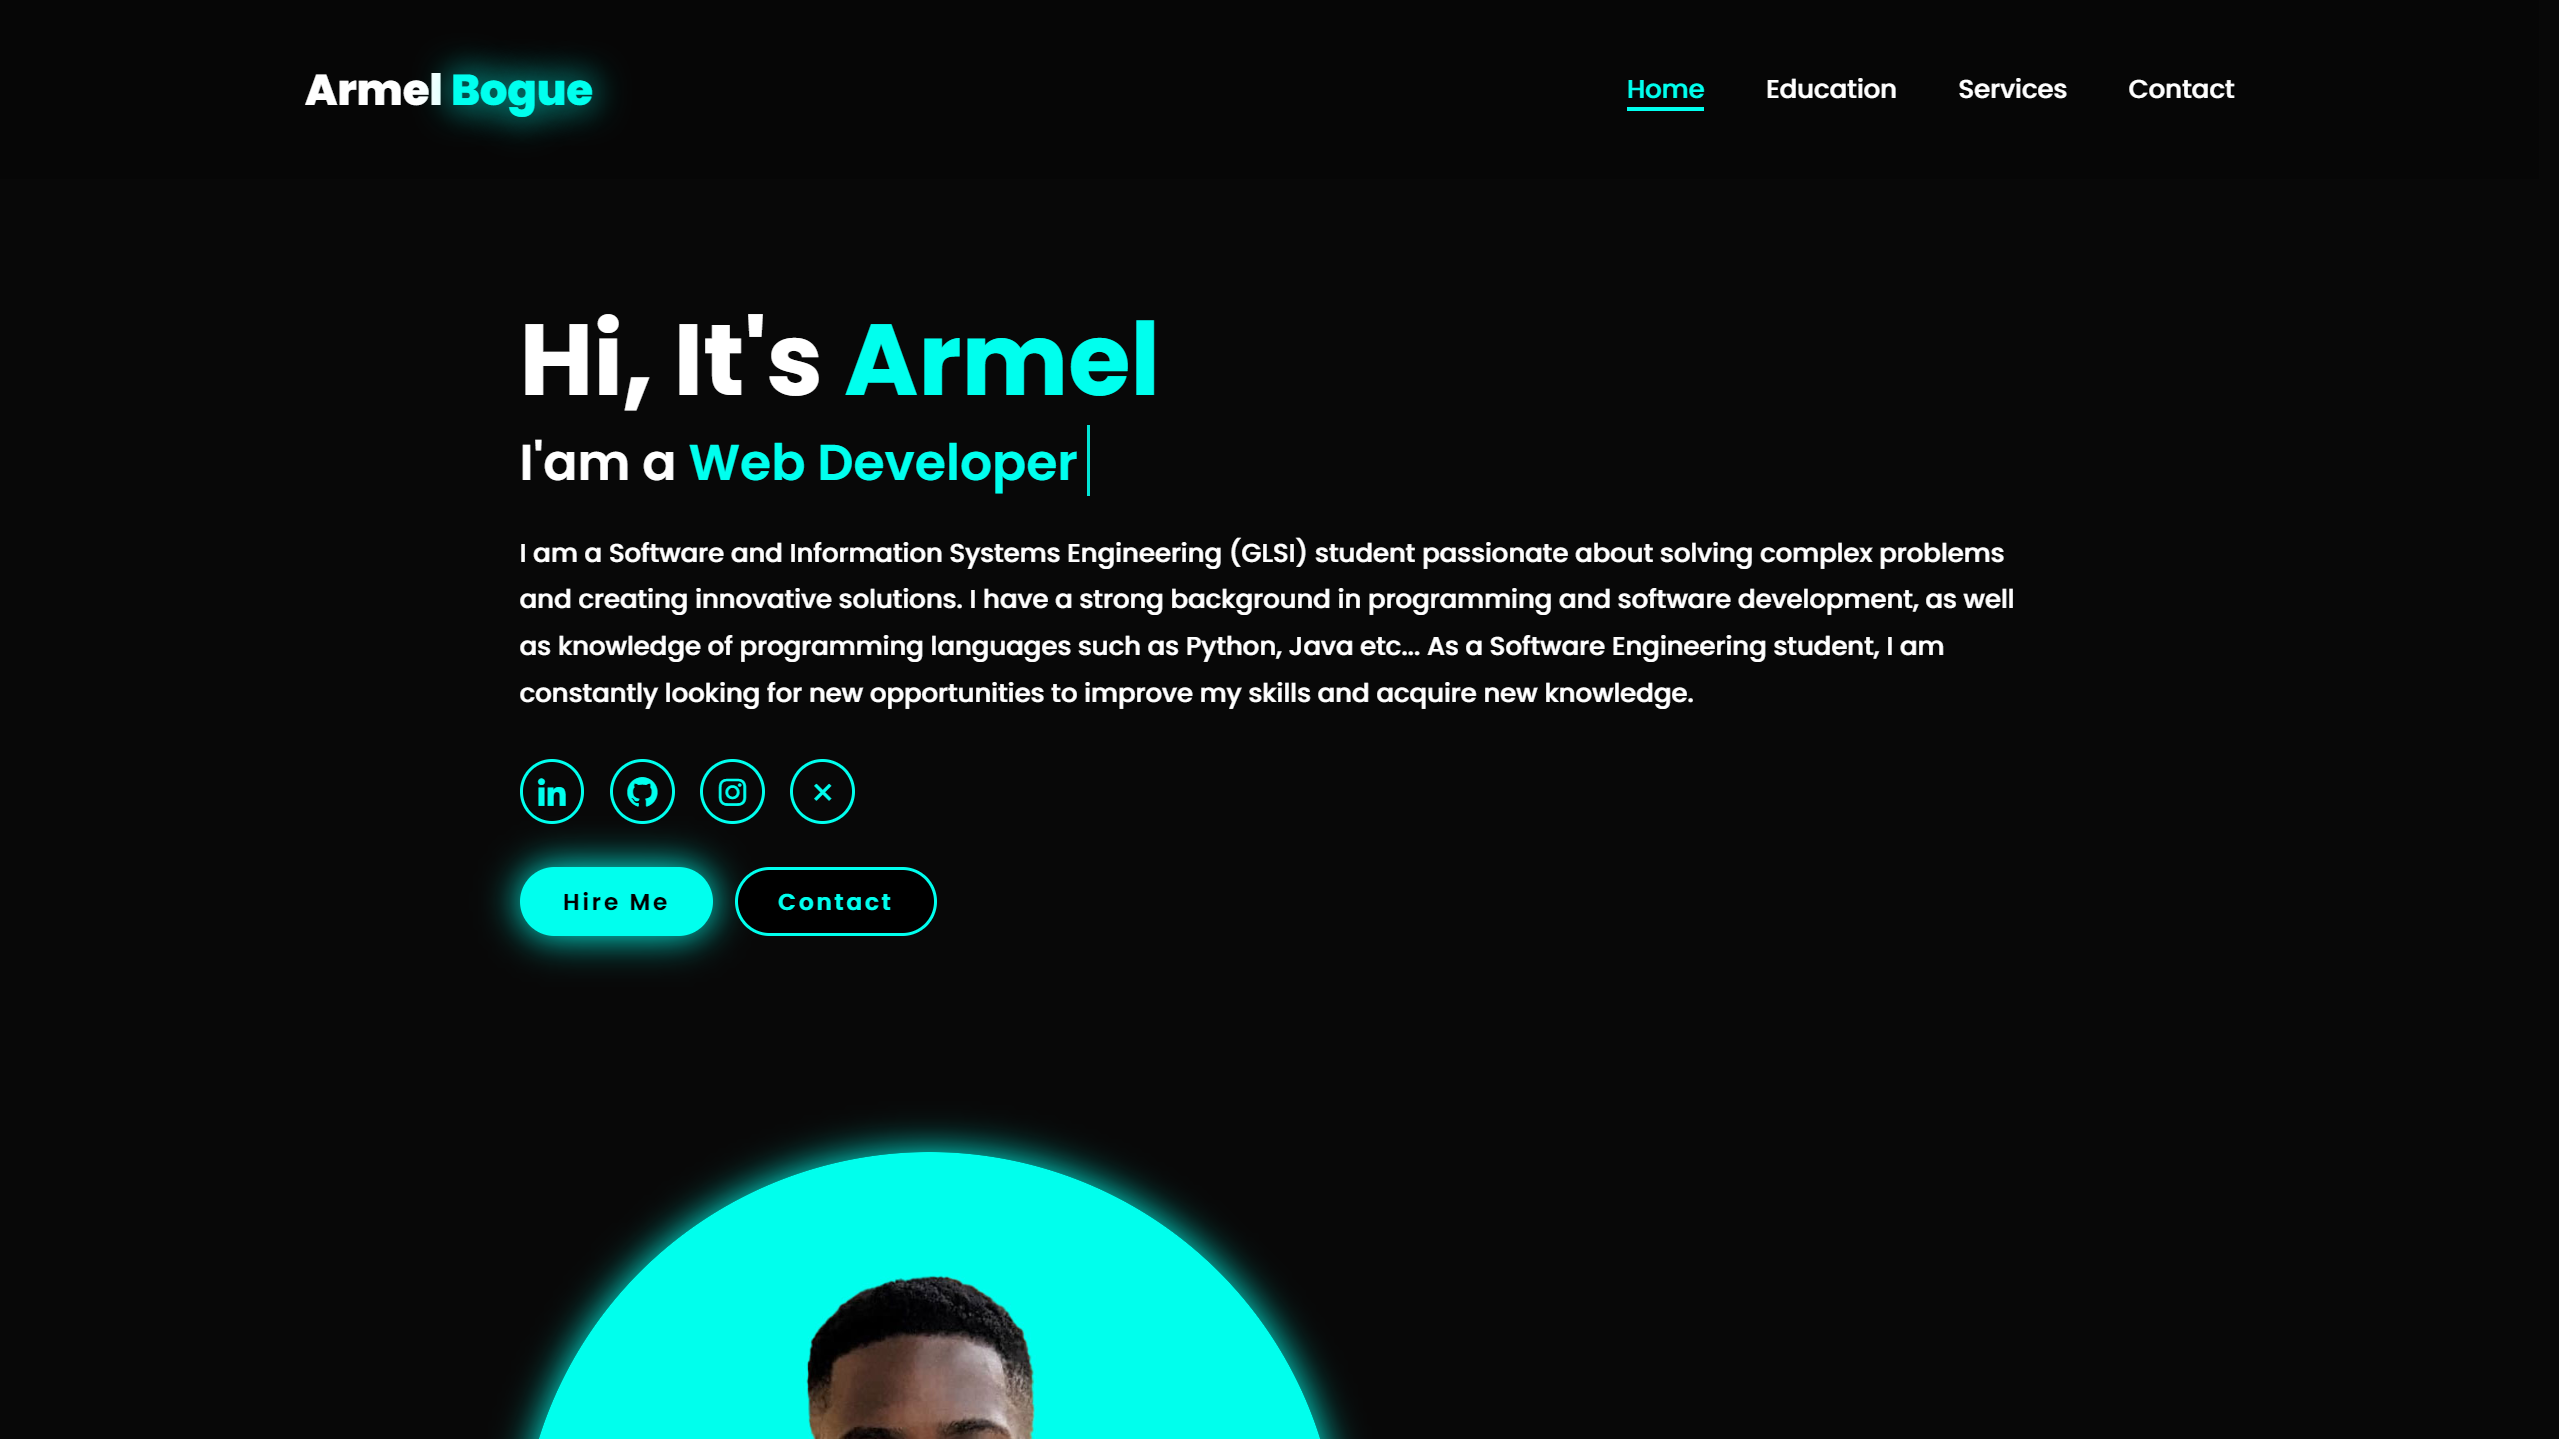 Armel Bogue
Home Education Services Contact
Hi, It's Armel
I'am a Web Developer
I am a Software and Information Systems Engineering (GLSI) student passionate about solving complex problems
and creating innovative solutions. I have a strong background in programming and software development, as well
as knowledge of programming languages such as Python, Java etc... As a Software Engineering student, I am
constantly looking for new opportunities to improve my skills and acquire new knowledge.
Hire Me Contact